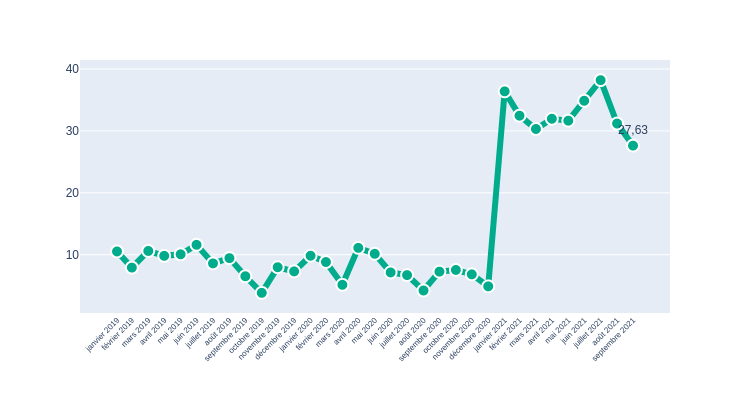 40
30
20
10
27,63
janvier 2019
février 2019
mars 2019
avril 2019
mai 2019
juin 2019
juillet 2019
août 2019
septembre 2019
octobre 2019
novembre 2019
décembre 2019
janvier 2020
février 2020
mars 2020
avril 2020
mai 2020
juin 2020
juillet 2020
août 2020
septembre 2020
octobre 2020
novembre 2020
décembre 2020
janvier 2021
février 2021
mars 2021
avril 2021
mai 2021
juin 2021
juillet 2021
août 2021
septembre 2021